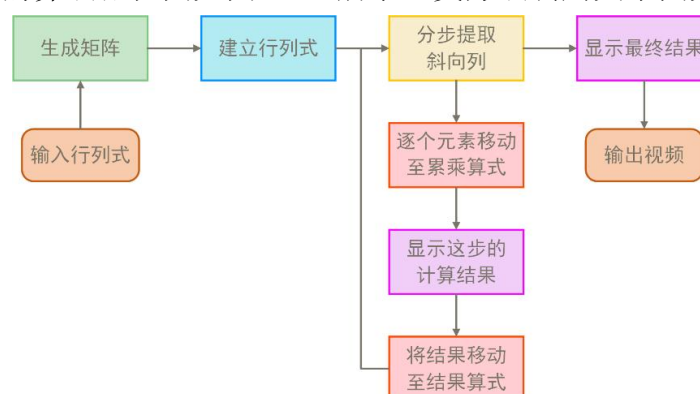 生成矩阵
建立行列式
分步提取
斜向列
显示最终结果
输入行列式
逐个元素移动
至累乘算式
输出视频
显示这步的
计算结果
将结果移动
至结果算式